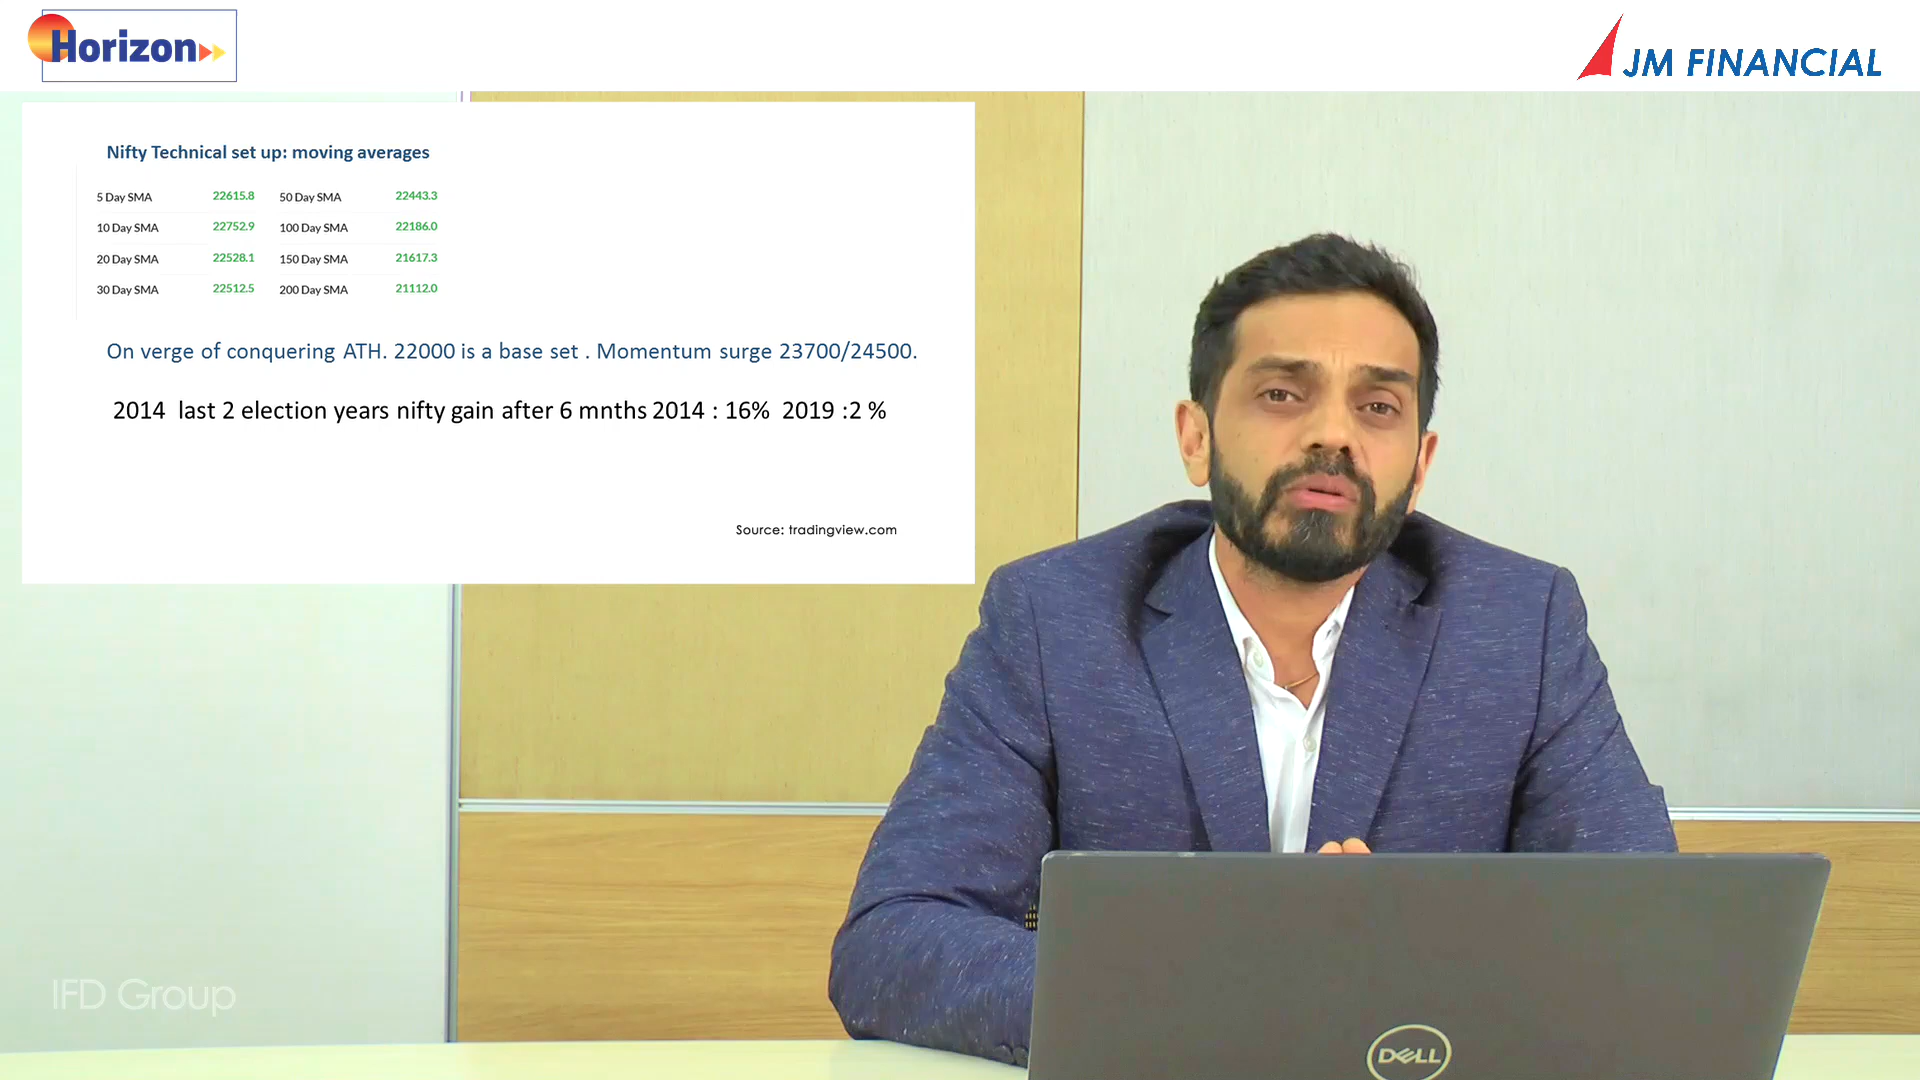 Horizon
JM FINANCIAL
Nifty Technical set up: moving averages
5 Day SMA 22615.8 50 Day SMA 22443.3
10 Day SMA 22752.9 100 Day SMA 22186.0
20 Day SMA 22528.1 150 Day SMA 21617.3
30 Day SMA 22512.5 200 Day SMA 21112.0
On verge of conquering ATH. 22000 is a base set . Momentum surge 23700/24500.
2014 last 2 election years nifty gain after 6 mnths 2014 : 16% 2019 :2 %
Source: tradingview.com
IFD Group
DELL